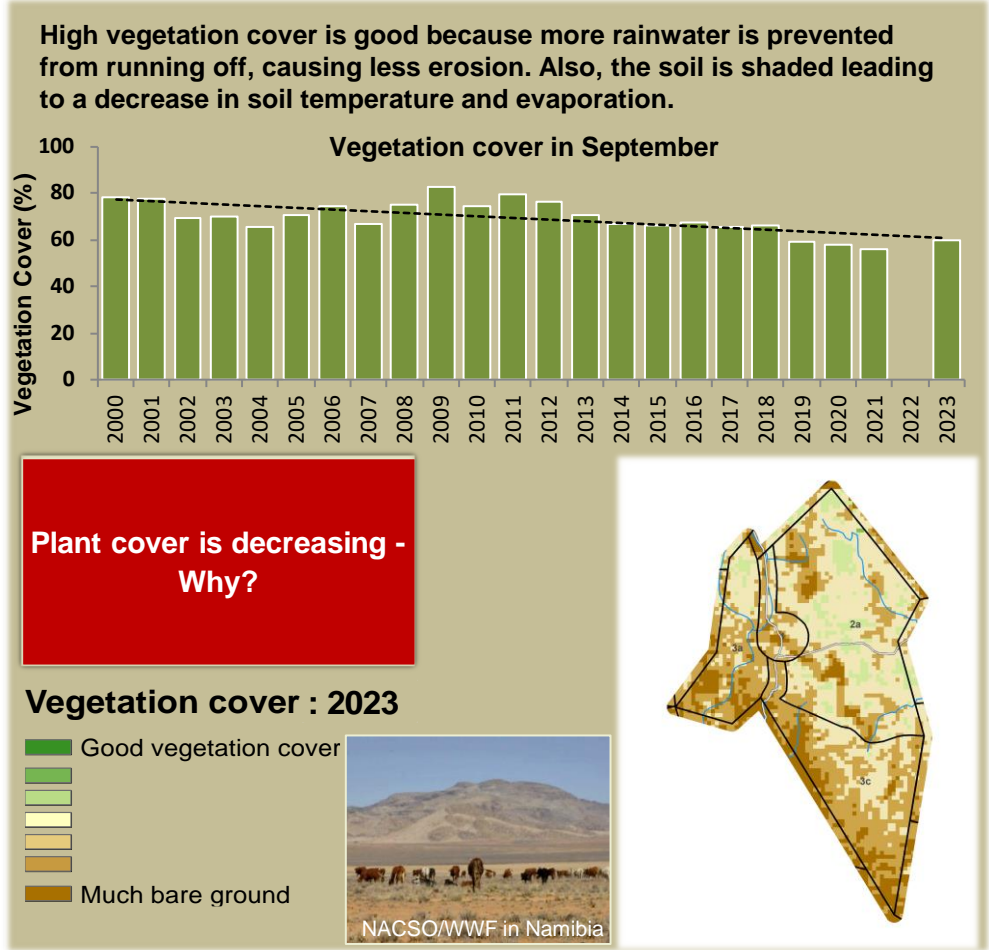 High vegetation cover is good because more rainwater is prevented
from running off, causing less erosion. Also, the soil is shaded leading
to a decrease in soil temperature and evaporation.
Vegetation cover in September
Vegetation Cover (%)
100
80
60
40
20
0
2000 2001 2002 2003 2004 2005 2006 2007 2008 2009 2010 2011 2012 2013 2014 2015 2016 2017 2018 2019 2020 2021 2022 2023
Plant cover is decreasing -
Why?
2a
3a
3c
Vegetation cover : 2023
Good vegetation cover
Much bare ground
NACSO/WWF in Namibia